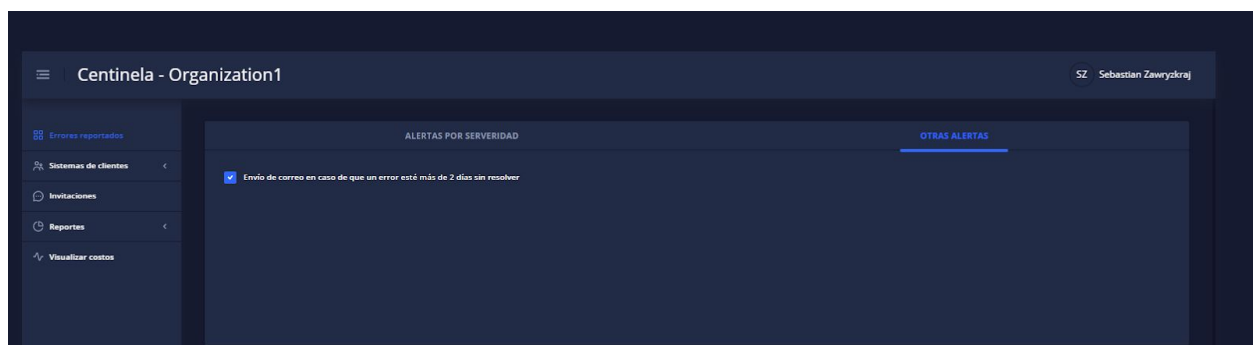 Centinela - Organization1
SZ Sebastian Zawryzkraj
Errores reportados
Sistemas de clientes
Invitaciones
Reportes
Visualizar costos
ALERTAS POR SERVERIDAD
OTRAS ALERTAS
Envío de correo en caso de que un error esté más de 2 días sin resolver